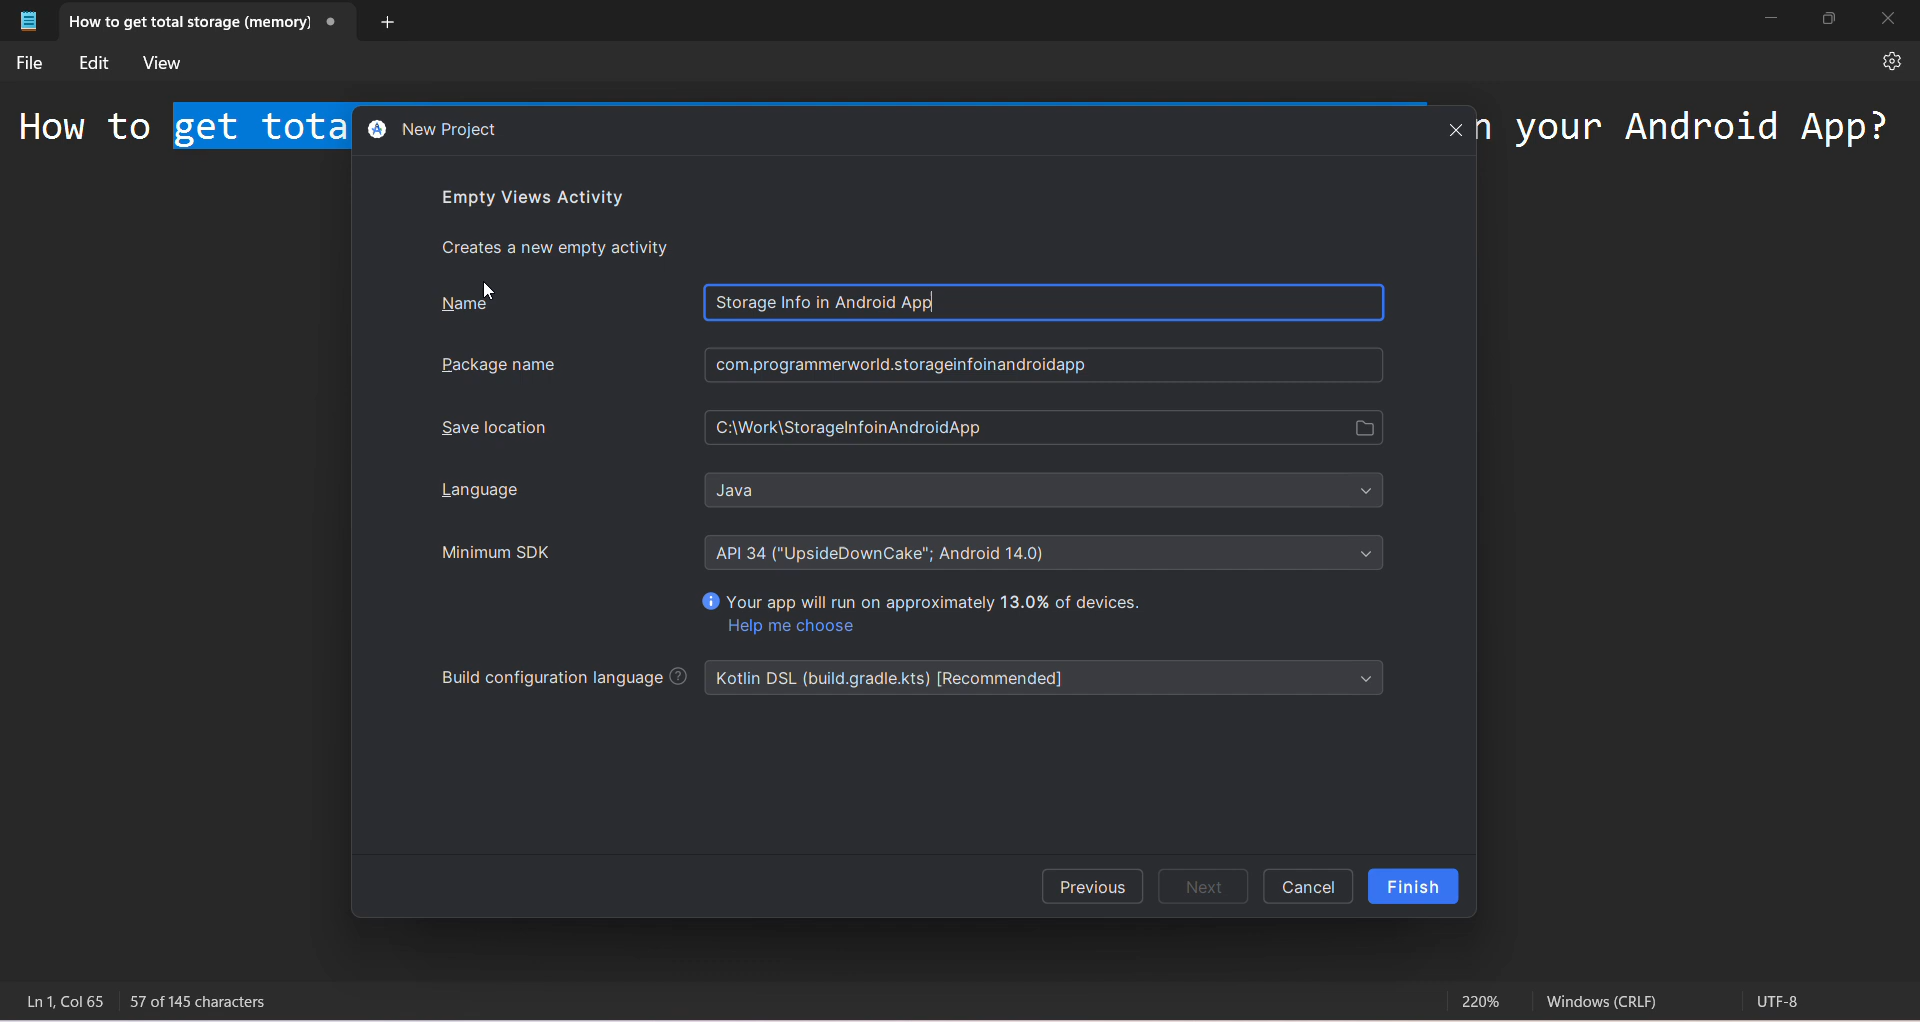 How to get total storage (memory)
File Edit View
How to get tota n your Android App?
New Project
Empty Views Activity
Creates a new empty activity
Name Storage Info in Android App
Package name com.programmerworld.storageinfoinandroidapp
Save location C:\Work\StorageInfoinAndroidApp
Language Java
Minimum SDK API 34 ("UpsideDownCake"; Android 14.0)
Your app will run on approximately 13.0% of devices.
Help me choose
Build configuration language ? Kotlin DSL (build.gradle.kts) [Recommended]
Previous Next Cancel Finish
Ln 1, Col 65 57 of 145 characters 220% Windows (CRLF) UTF-8